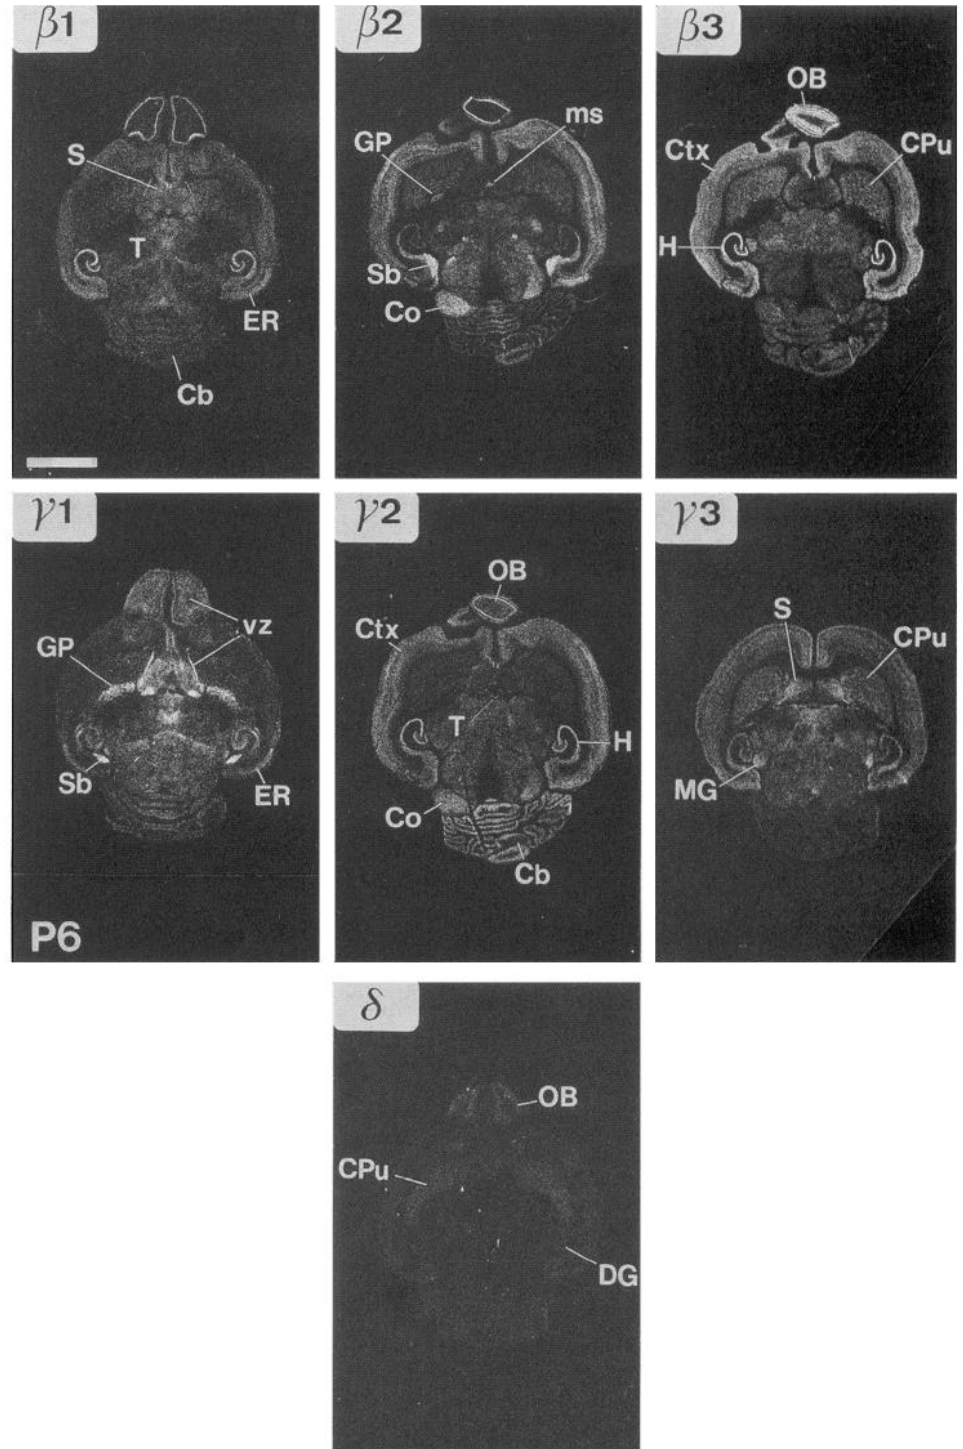 β1
S
T
ER
Cb
β2
GP
ms
Sb
Co
β3
OB
Ctx
CPu
H
γ1
vz
GP
Sb
ER
P6
γ2
OB
Ctx
T
H
Co
Cb
γ3
S
CPu
MG
δ
OB
CPu
DG